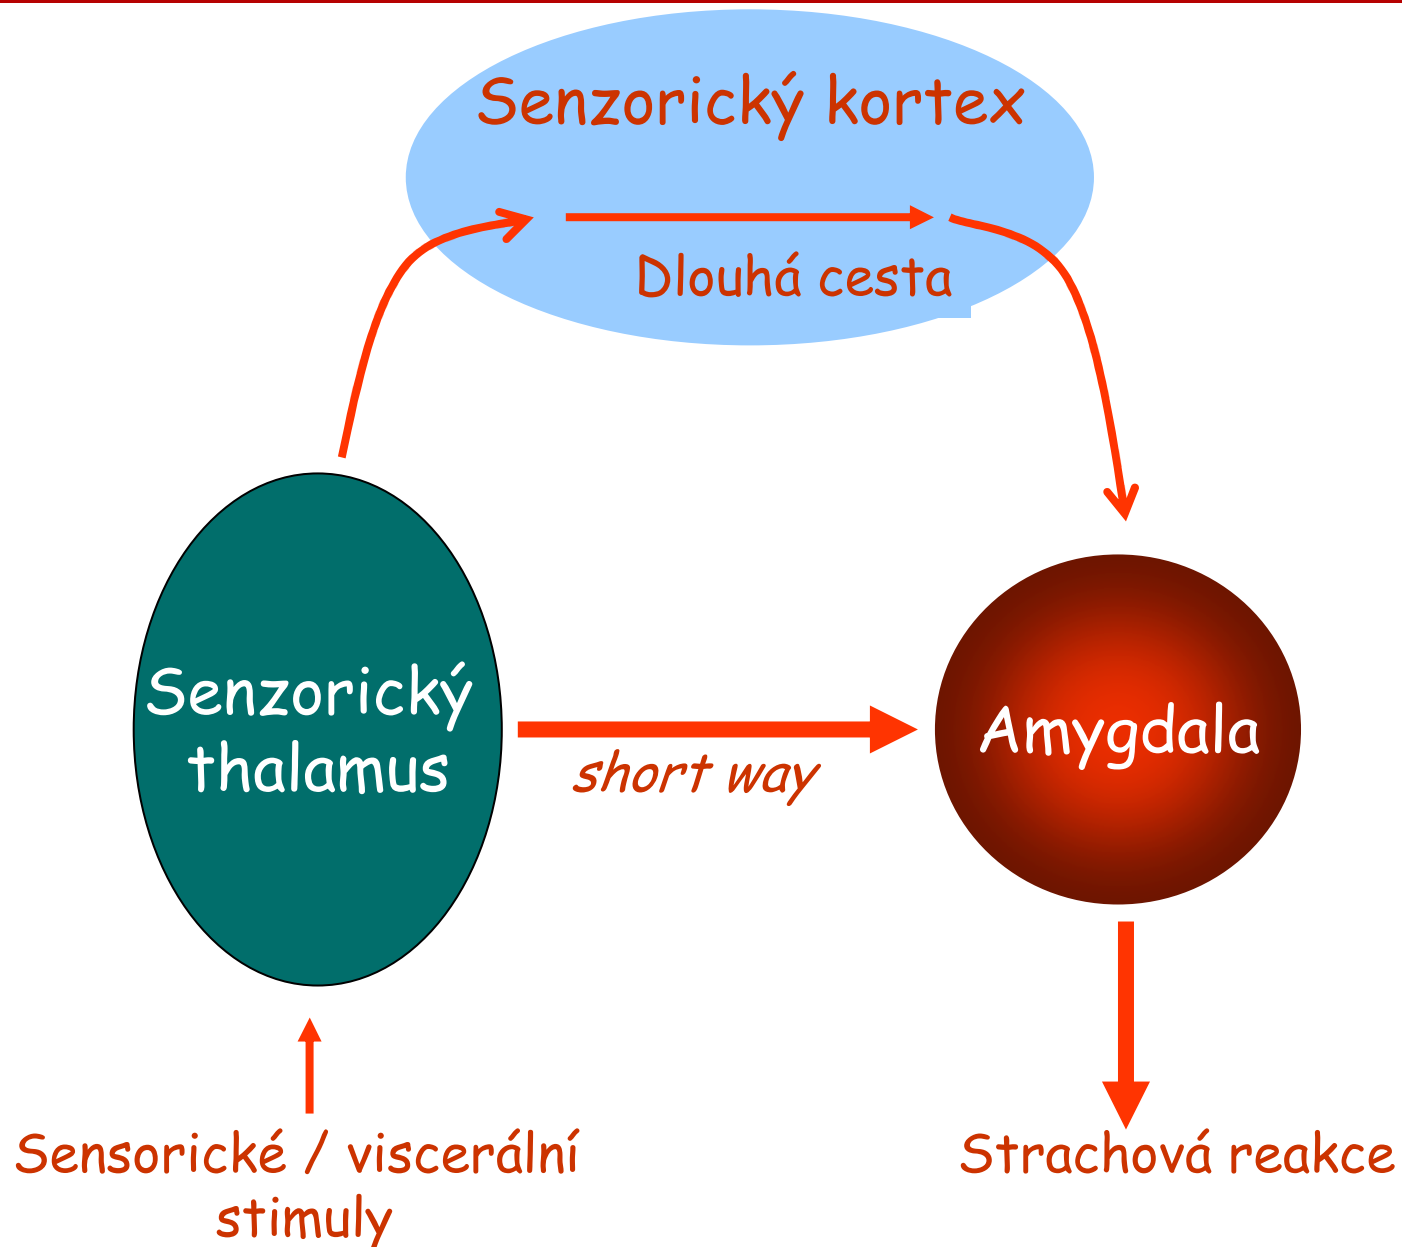 Senzorický kortex
Dlouhá cesta
Senzorický
thalamus
short way
Amygdala
Sensorické / viscerální
stimuly
Strachová reakce